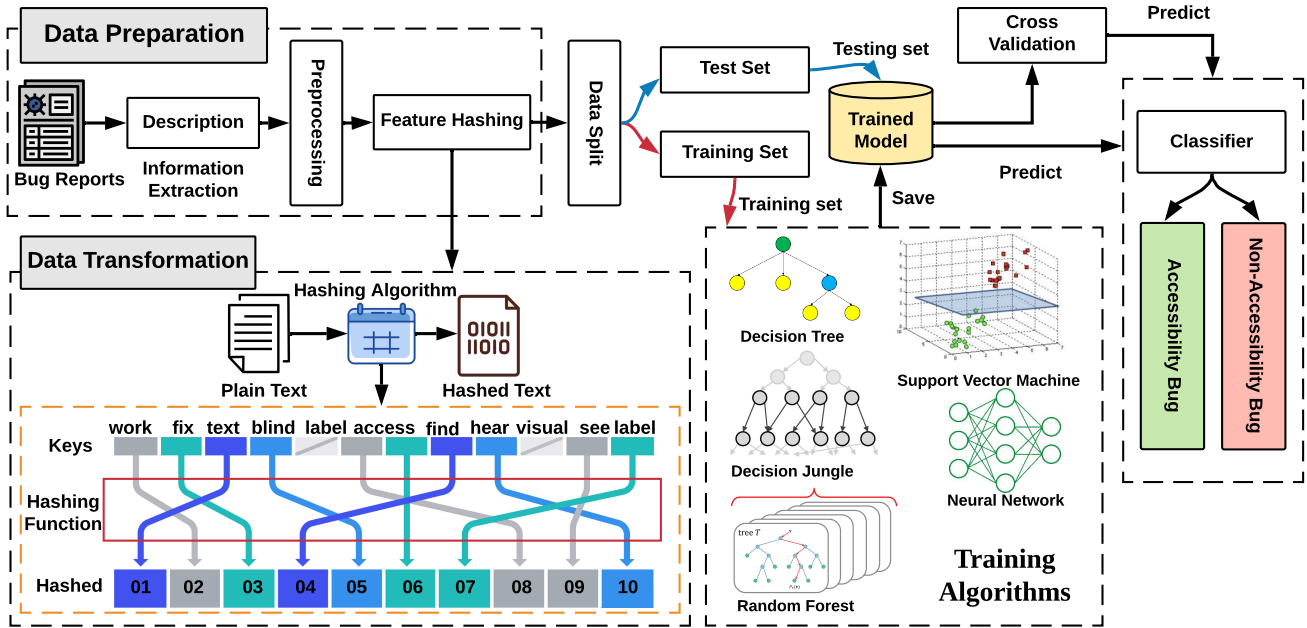 Data Preparation
Bug Reports
Description
Information
Extraction
Preprocessing
Feature Hashing
Data Split
Test Set
Training Set
Testing set
Training set
Trained
Model
Save
Cross
Validation
Predict
Predict
Classifier
Accessibility Bug
Non-Accessibility Bug
Data Transformation
Hashing Algorithm
Plain Text
01011
11010
Hashed Text
Keys
work fix text blind label access find hear visual see label
Hashing
Function
Hashed
01 02 03 04 05 06 07 08 09 10
Decision Tree
Support Vector Machine
Decision Jungle
Neural Network
tree T
Random Forest
Training
Algorithms